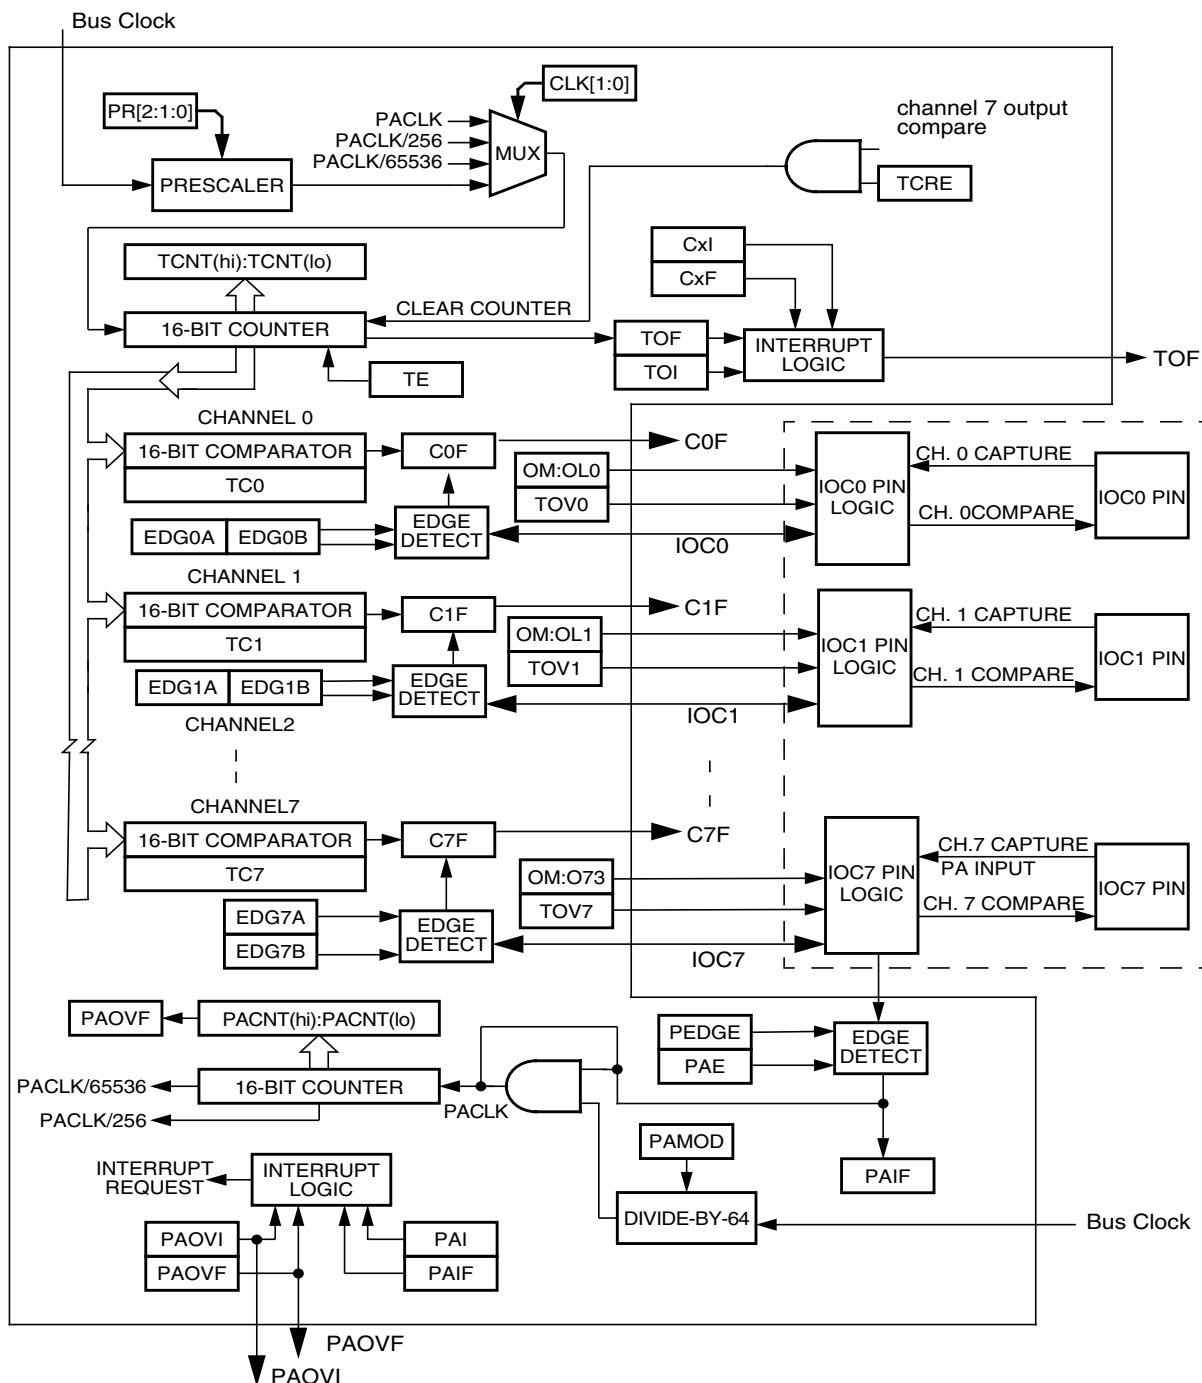 Bus Clock
CLK[1:0]
PR[2:1:0]
PACLK
PACLK/256
PACLK/65536
MUX
PRESCALER
channel 7 output
compare
TCRE
CxI
CxF
TCNT(hi):TCNT(lo)
CLEAR COUNTER
16-BIT COUNTER
TOF
TOI
INTERRUPT
LOGIC
TOF
TE
CHANNEL 0
16-BIT COMPARATOR
TC0
C0F
C0F
OM:OL0
TOV0
EDG0A
EDG0B
EDGE
DETECT
IOC0
IOC0 PIN
LOGIC
CH. 0 CAPTURE
CH. 0COMPARE
IOC0 PIN
CHANNEL 1
16-BIT COMPARATOR
TC1
C1F
C1F
OM:OL1
TOV1
EDG1A
EDG1B
EDGE
DETECT
IOC1
IOC1 PIN
LOGIC
CH. 1 CAPTURE
CH. 1 COMPARE
IOC1 PIN
CHANNEL2
CHANNEL7
16-BIT COMPARATOR
TC7
C7F
C7F
OM:O73
TOV7
EDG7A
EDG7B
EDGE
DETECT
IOC7
IOC7 PIN
LOGIC
CH.7 CAPTURE
PA INPUT
CH. 7 COMPARE
IOC7 PIN
PAOVF
PACNT(hi):PACNT(lo)
PEDGE
PAE
EDGE
DETECT
PACLK/65536
16-BIT COUNTER
PACLK
PACLK/256
PAMOD
PAIF
INTERRUPT
REQUEST
INTERRUPT
LOGIC
DIVIDE-BY-64
Bus Clock
PAOVI
PAOVF
PAI
PAIF
PAOVF
PAOVI